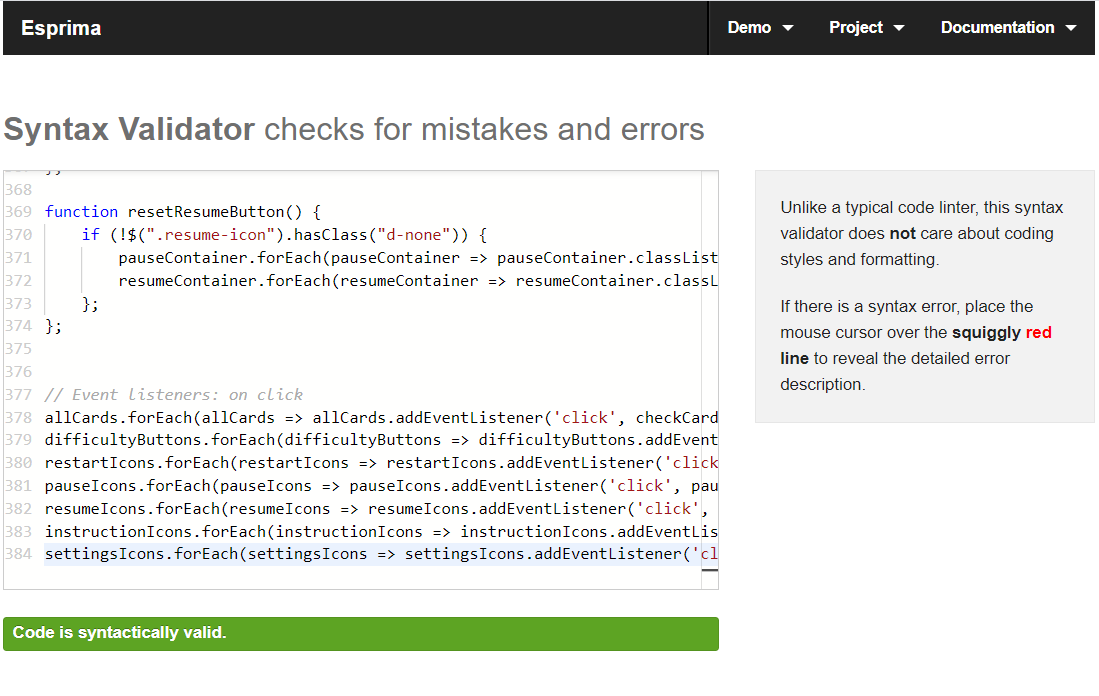 Esprima
Demo
Project
Documentation
Syntax Validator checks for mistakes and errors
368
369 function resetResumeButton() {
370     if (!$(".resume-icon").hasClass("d-none")) {
371         pauseContainer.forEach(pauseContainer => pauseContainer.classList
372         resumeContainer.forEach(resumeContainer => resumeContainer.classL
373     };
374 };
375
376
377 // Event listeners: on click
378 allCards.forEach(allCards => allCards.addEventListener('click', checkCard
379 difficultyButtons.forEach(difficultyButtons => difficultyButtons.addEvent
380 restartIcons.forEach(restartIcons => restartIcons.addEventListener('click
381 pauseIcons.forEach(pauseIcons => pauseIcons.addEventListener('click', pau
382 resumeIcons.forEach(resumeIcons => resumeIcons.addEventListener('click',
383 instructionIcons.forEach(instructionIcons => instructionIcons.addEventLis
384 settingsIcons.forEach(settingsIcons => settingsIcons.addEventListener('cl
Code is syntactically valid.
Unlike a typical code linter, this syntax
validator does not care about coding
styles and formatting.
If there is a syntax error, place the
mouse cursor over the squiggly red
line to reveal the detailed error
description.